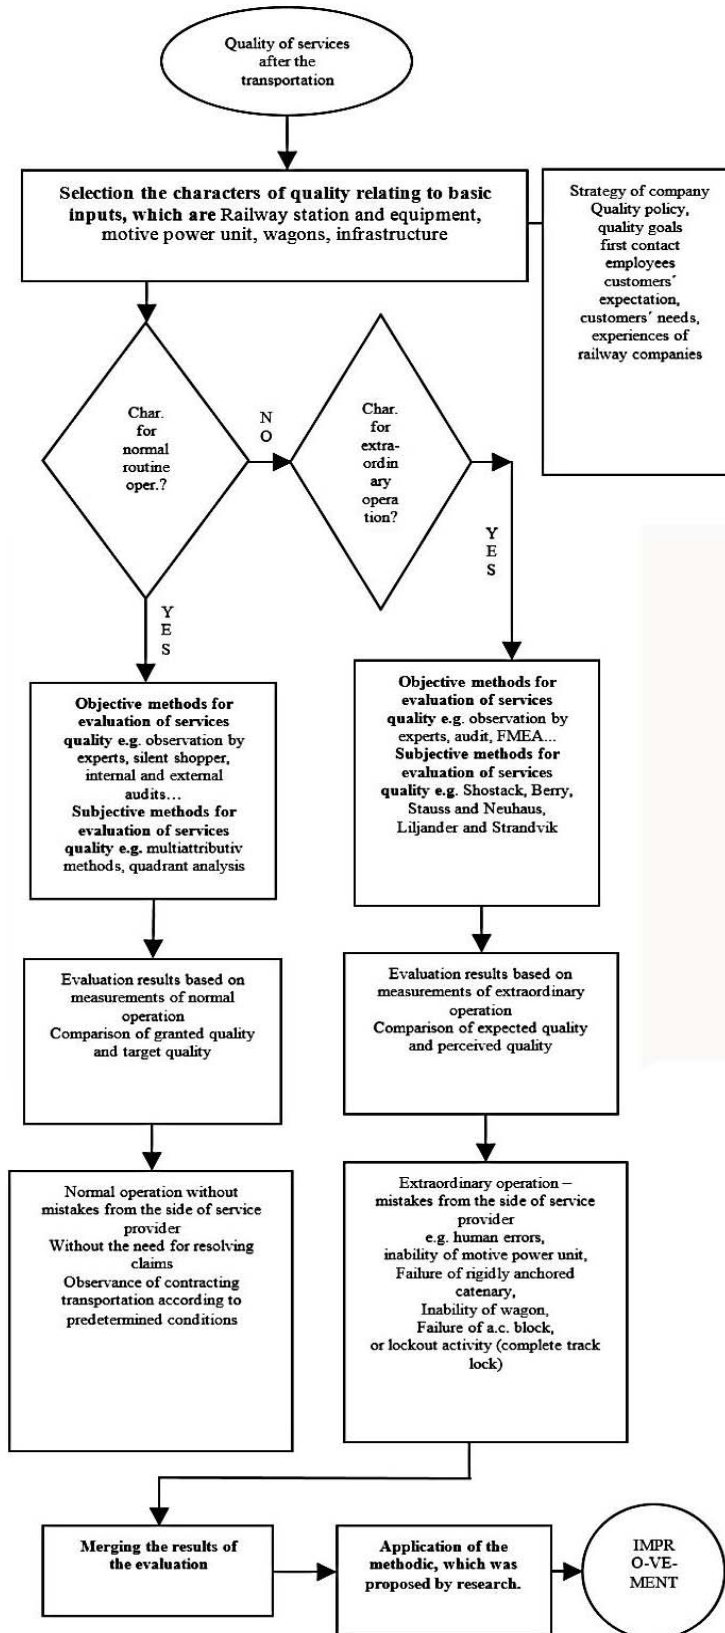 Quality of services
after the
transportation
Selection the characters of quality relating to basic
inputs, which are Railway station and equipment,
motive power unit, wagons, infrastructure
Strategy of company
Quality policy,
quality goals
first contact
employees
customers´
expectation,
customers´ needs,
experiences of
railway companies
Char.
for
normal
routine
oper.?
N
O
Char.
for
extra-
ordin
ary
opera
tion?
Y
E
S
Y
E
S
Objective methods for
evaluation of services
quality e.g. observation by
experts, silent shopper,
internal and external
audits…
Subjective methods for
evaluation of services
quality e.g. multiattributiv
methods, quadrant analysis
Objective methods for
evaluation of services
quality e.g. observation by
experts, audit, FMEA...
Subjective methods for
evaluation of services
quality e.g. Shostack, Berry,
Stauss and Neuhaus,
Liljander and Strandvik
Evaluation results based on
measurements of normal
operation
Comparison of granted quality
and target quality
Evaluation results based on
measurements of extraordinary
operation
Comparison of expected quality
and perceived quality
Normal operation without
mistakes from the side of service
provider
Without the need for resolving
claims
Observance of contracting
transportation according to
predetermined conditions
Extraordinary operation –
mistakes from the side of service
provider
e.g. human errors,
inability of motive power unit,
Failure of rigidly anchored
catenary,
Inability of wagon,
Failure of a.c. block,
or lockout activity (complete track
lock)
Merging the results of
the evaluation
Application of the
methodic, which was
proposed by research.
IMPR
O-VE-
MENT